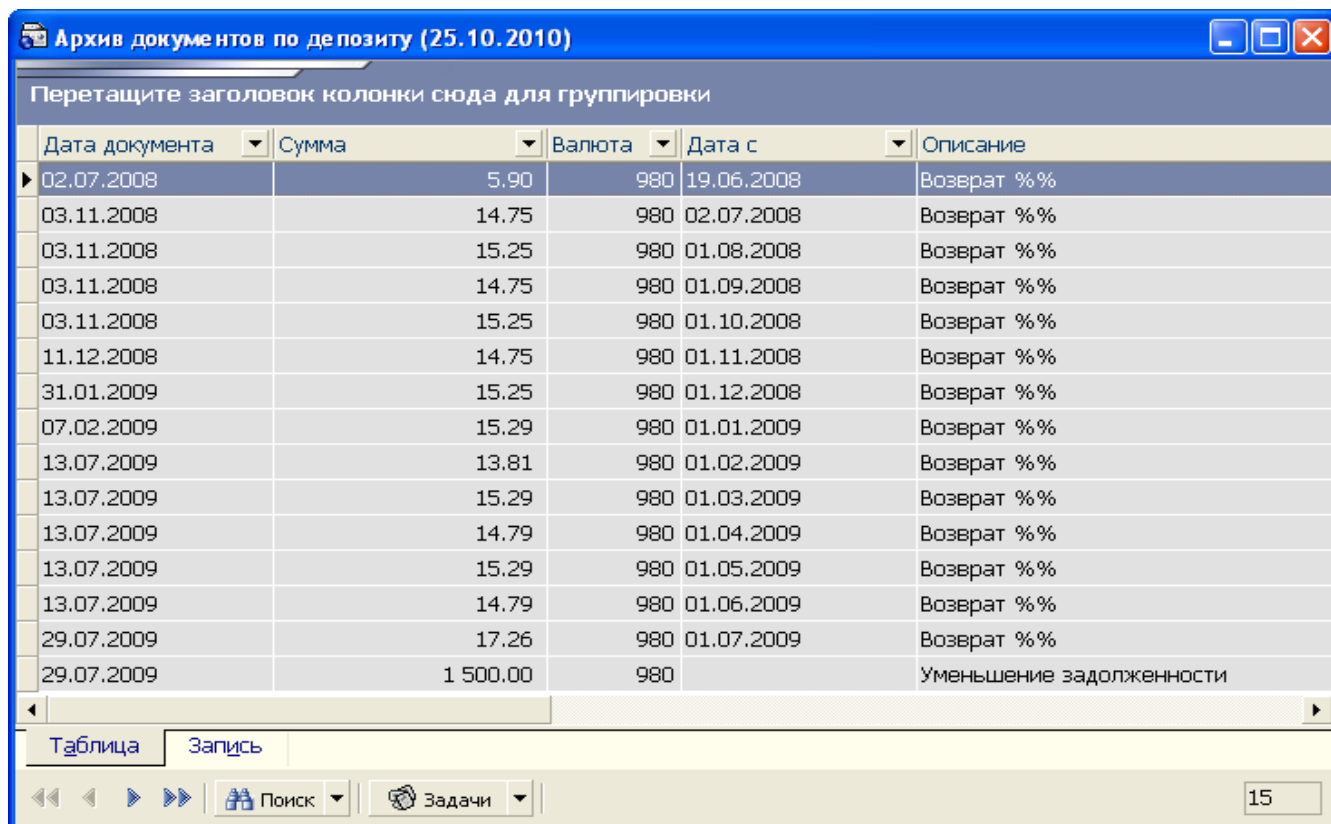 Архив документов по депозиту (25.10.2010)
Перетащите заголовок колонки сюда для группировки
Дата документа Сумма Валюта Дата с Описание
02.07.2008 5.90 980 19.06.2008 Возврат %%
03.11.2008 14.75 980 02.07.2008 Возврат %%
03.11.2008 15.25 980 01.08.2008 Возврат %%
03.11.2008 14.75 980 01.09.2008 Возврат %%
03.11.2008 15.25 980 01.10.2008 Возврат %%
11.12.2008 14.75 980 01.11.2008 Возврат %%
31.01.2009 15.25 980 01.12.2008 Возврат %%
07.02.2009 15.29 980 01.01.2009 Возврат %%
13.07.2009 13.81 980 01.02.2009 Возврат %%
13.07.2009 15.29 980 01.03.2009 Возврат %%
13.07.2009 14.79 980 01.04.2009 Возврат %%
13.07.2009 15.29 980 01.05.2009 Возврат %%
13.07.2009 14.79 980 01.06.2009 Возврат %%
29.07.2009 17.26 980 01.07.2009 Возврат %%
29.07.2009 1 500.00 980 Уменьшение задолженности
Таблица Запись
Поиск Задачи 15